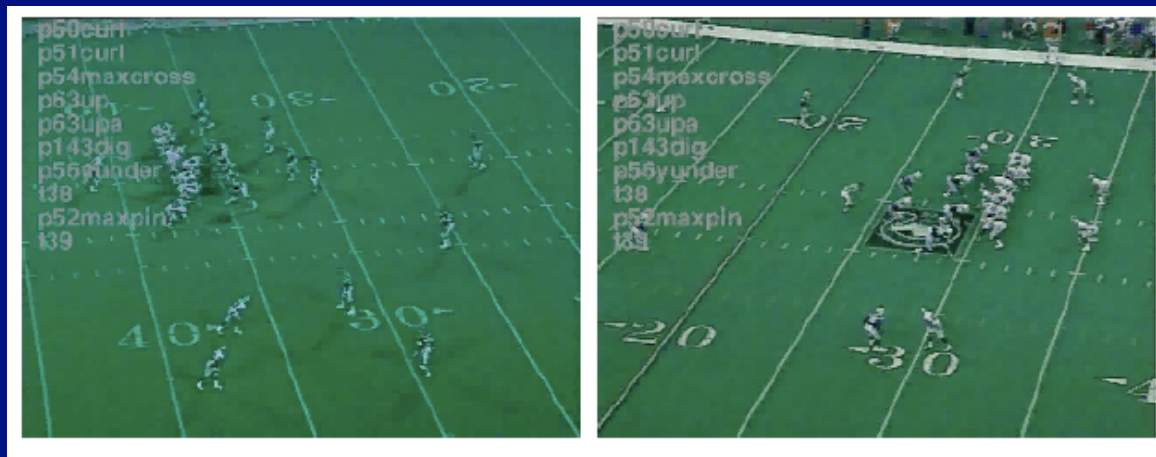 p50curl
p51curl
p54maxcross
p63up
p63upa
p143dig
p56yunder
t38
p52maxpin
t39
p51curl
p54maxcross
p63up
p63upa
p143dig
p56yunder
t38
p52maxpin
40
30
20
30